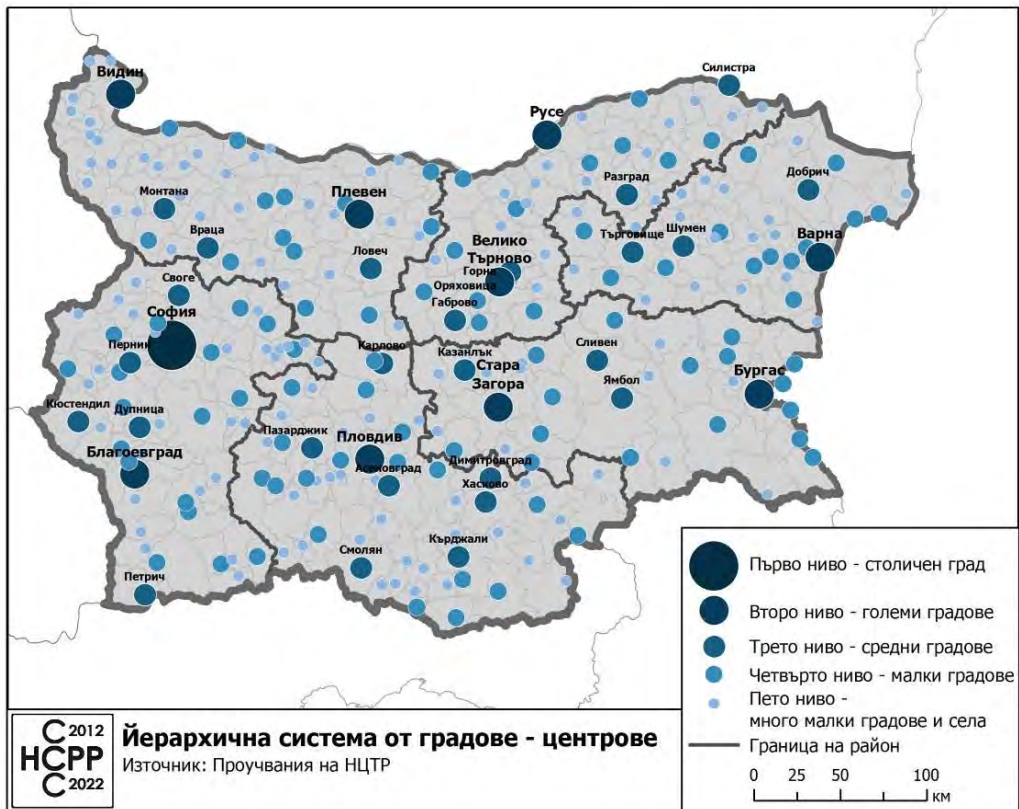 Видин
Силистра
Русе
Монтана
Плевен
Разград
Добрич
Враца
Ловеч
Велико
Търново
Търговище
Шумен
Варна
Горна
Оряховица
Габрово
Своге
София
Перник
Карлово
Казанлък
Стара
Загора
Сливен
Ямбол
Бургас
Кюстендил
Дупница
Благоевград
Пазарджик
Пловдив
Асеновград
Димитровград
Хасково
Смолян
Кърджали
Петрич
Първо ниво - столичен град
Второ ниво - големи градове
Трето ниво - средни градове
Четвърто ниво - малки градове
Пето ниво -
много малки градове и села
Граница на район
0 25 50 100
км
C 2012
НСРР
C 2022
Йерархична система от градове - центрове
Източник: Проучвания на НЦТР